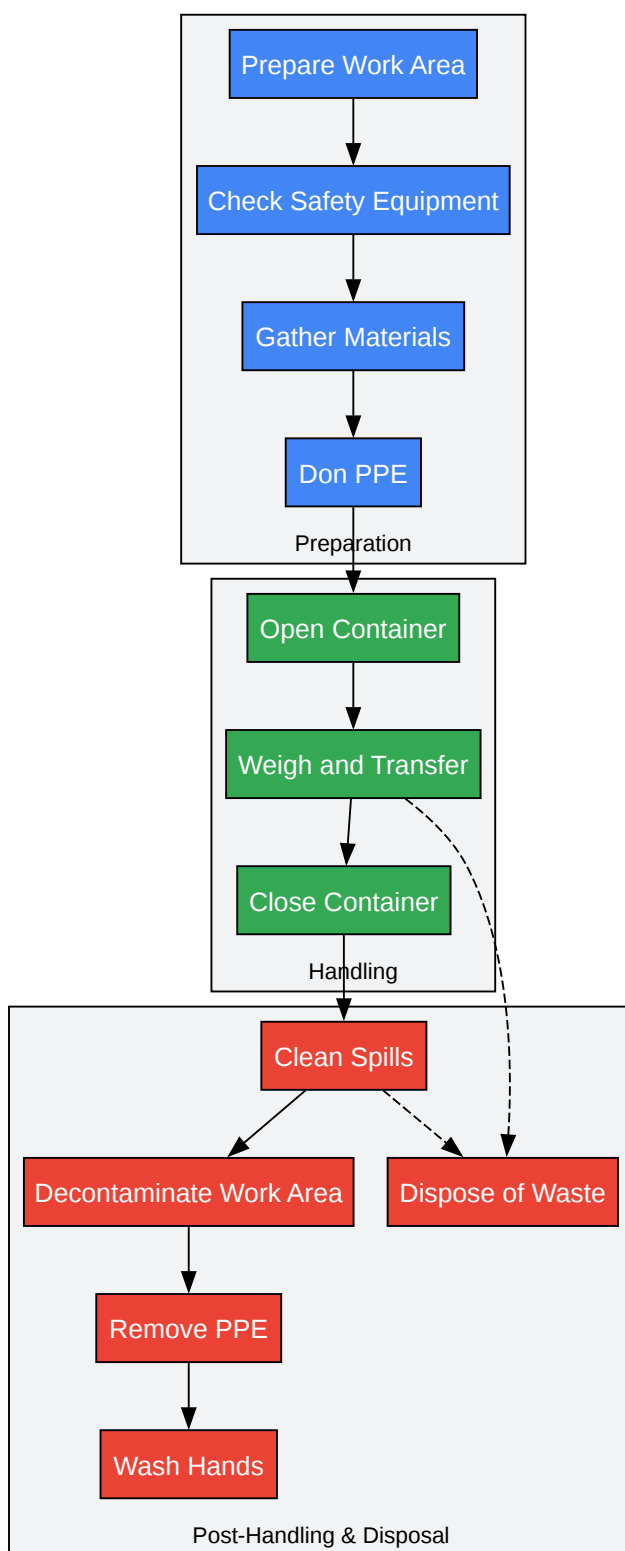 Prepare Work Area
Check Safety Equipment
Gather Materials
Don PPE
Preparation
Open Container
Weigh and Transfer
Close Container
Handling
Clean Spills
Decontaminate Work Area
Dispose of Waste
Remove PPE
Wash Hands
Post-Handling & Disposal